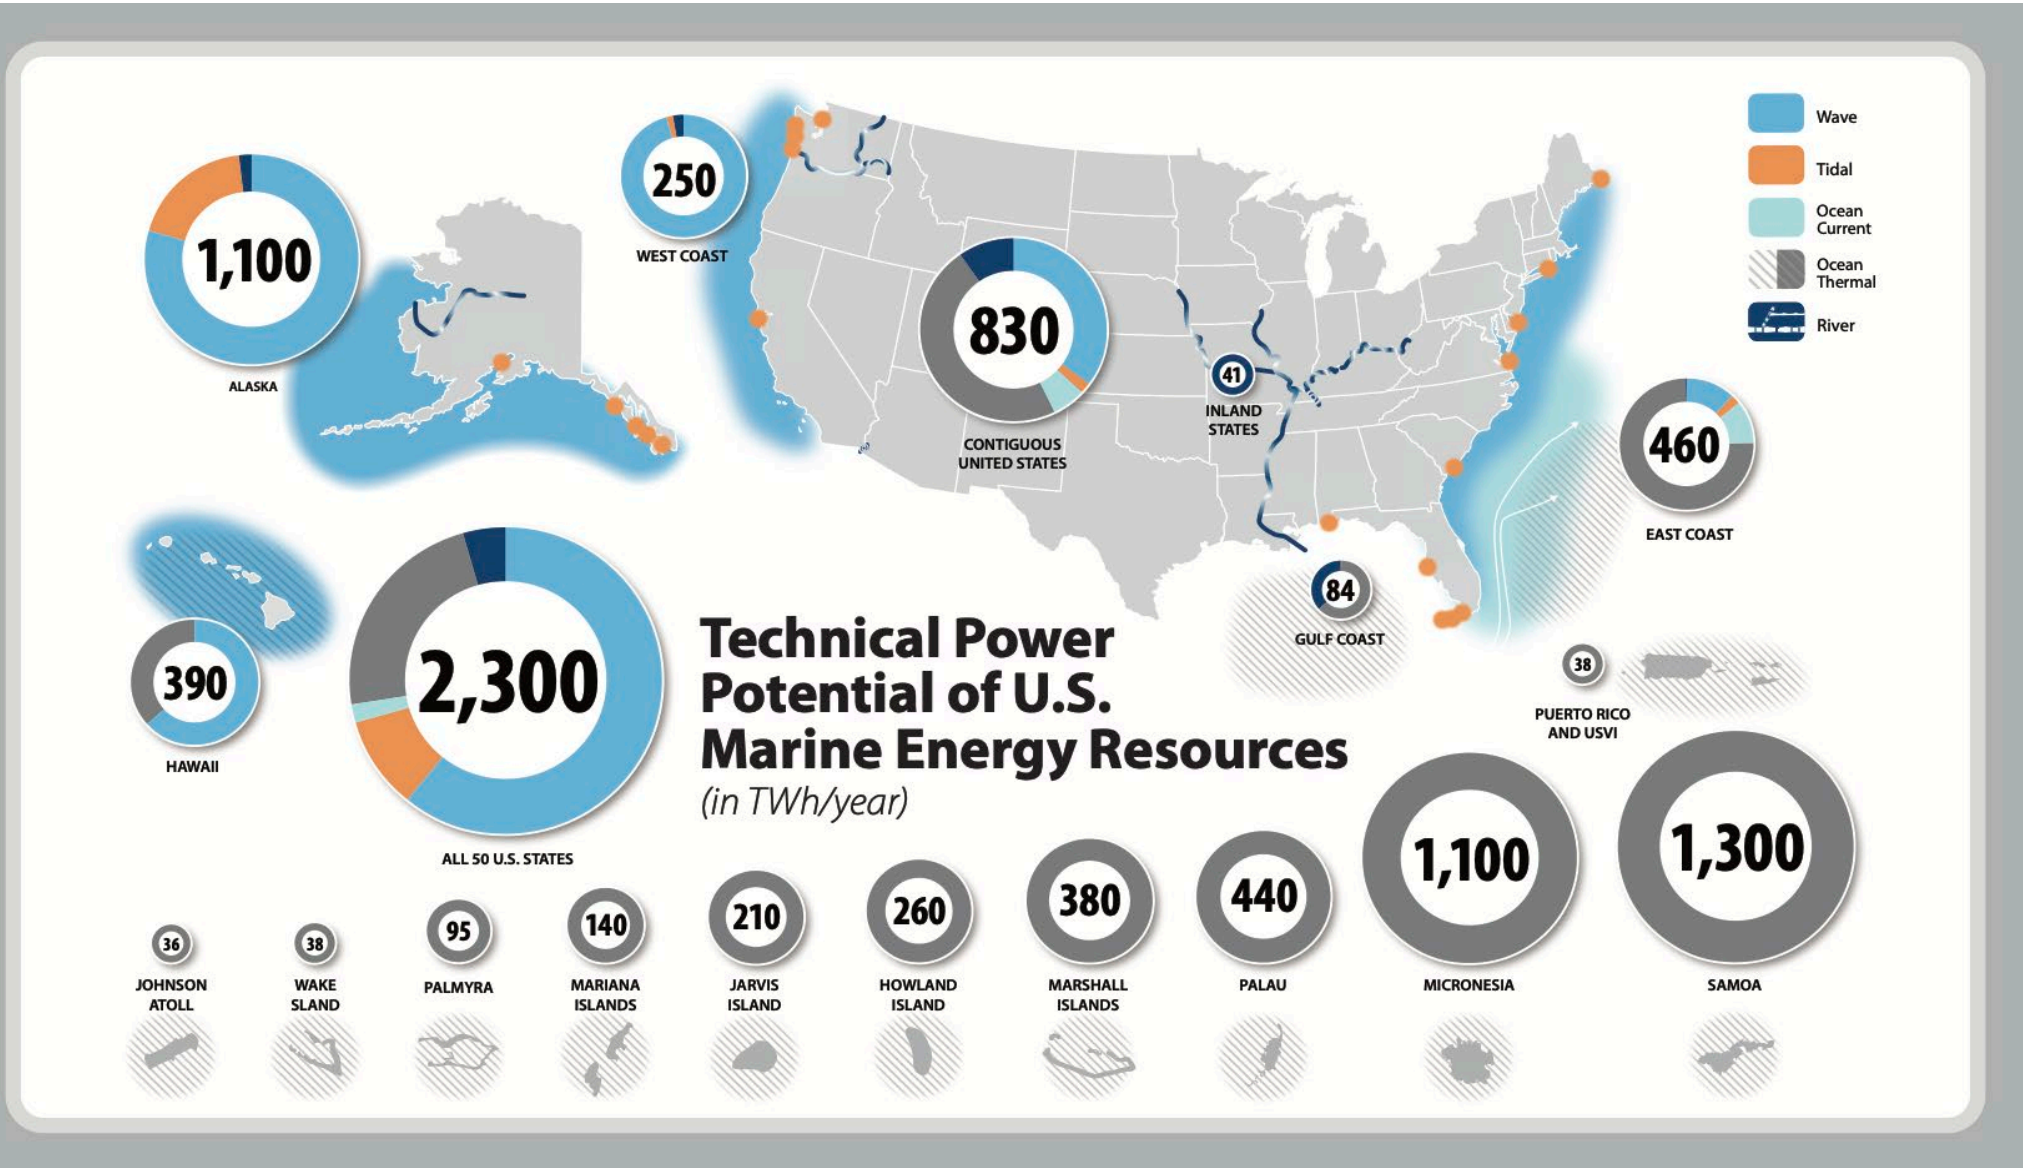 1,100
ALASKA
250
WEST COAST
830
CONTIGUOUS
UNITED STATES
41
INLAND
STATES
Wave
Tidal
Ocean
Current
Ocean
Thermal
River
460
EAST COAST
84
GULF COAST
390
HAWAII
2,300
ALL 50 U.S. STATES
Technical Power
Potential of U.S.
Marine Energy Resources
(in TWh/year)
38
PUERTO RICO
AND USVI
36
JOHNSON
ATOLL
38
WAKE
SLAND
95
PALMYRA
140
MARIANA
ISLANDS
210
JARVIS
ISLAND
260
HOWLAND
ISLAND
380
MARSHALL
ISLANDS
440
PALAU
1,100
MICRONESIA
1,300
SAMOA